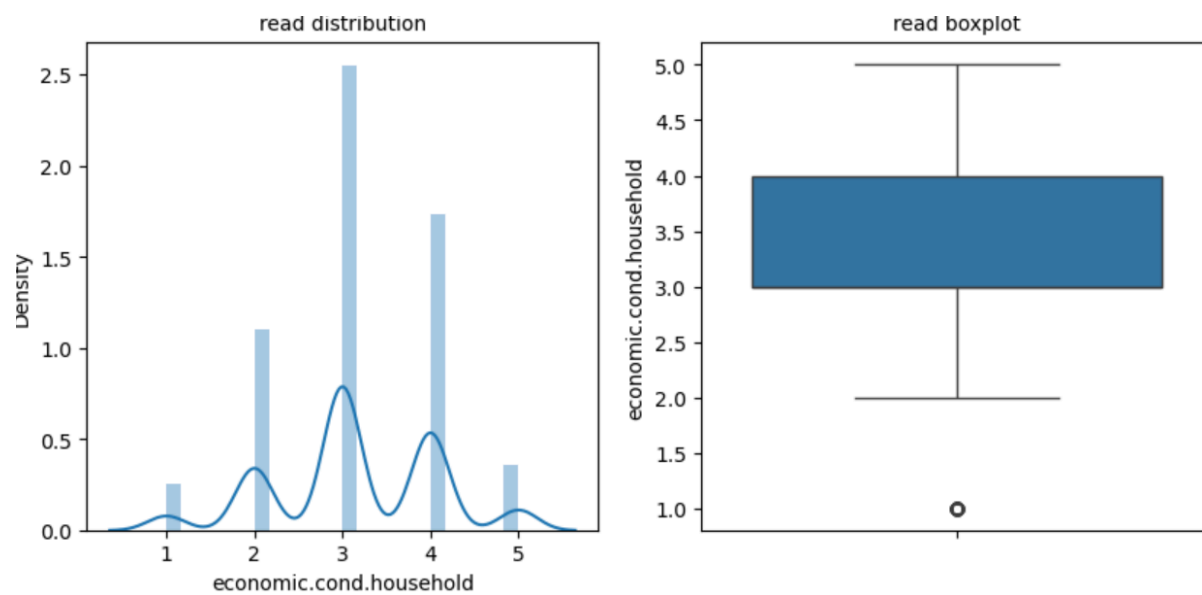 read distribution
Density
2.5
2.0
1.5
1.0
0.5
0.0
1 2 3 4 5
economic.cond.household
read boxplot
economic.cond.household
5.0
4.5
4.0
3.5
3.0
2.5
2.0
1.5
1.0